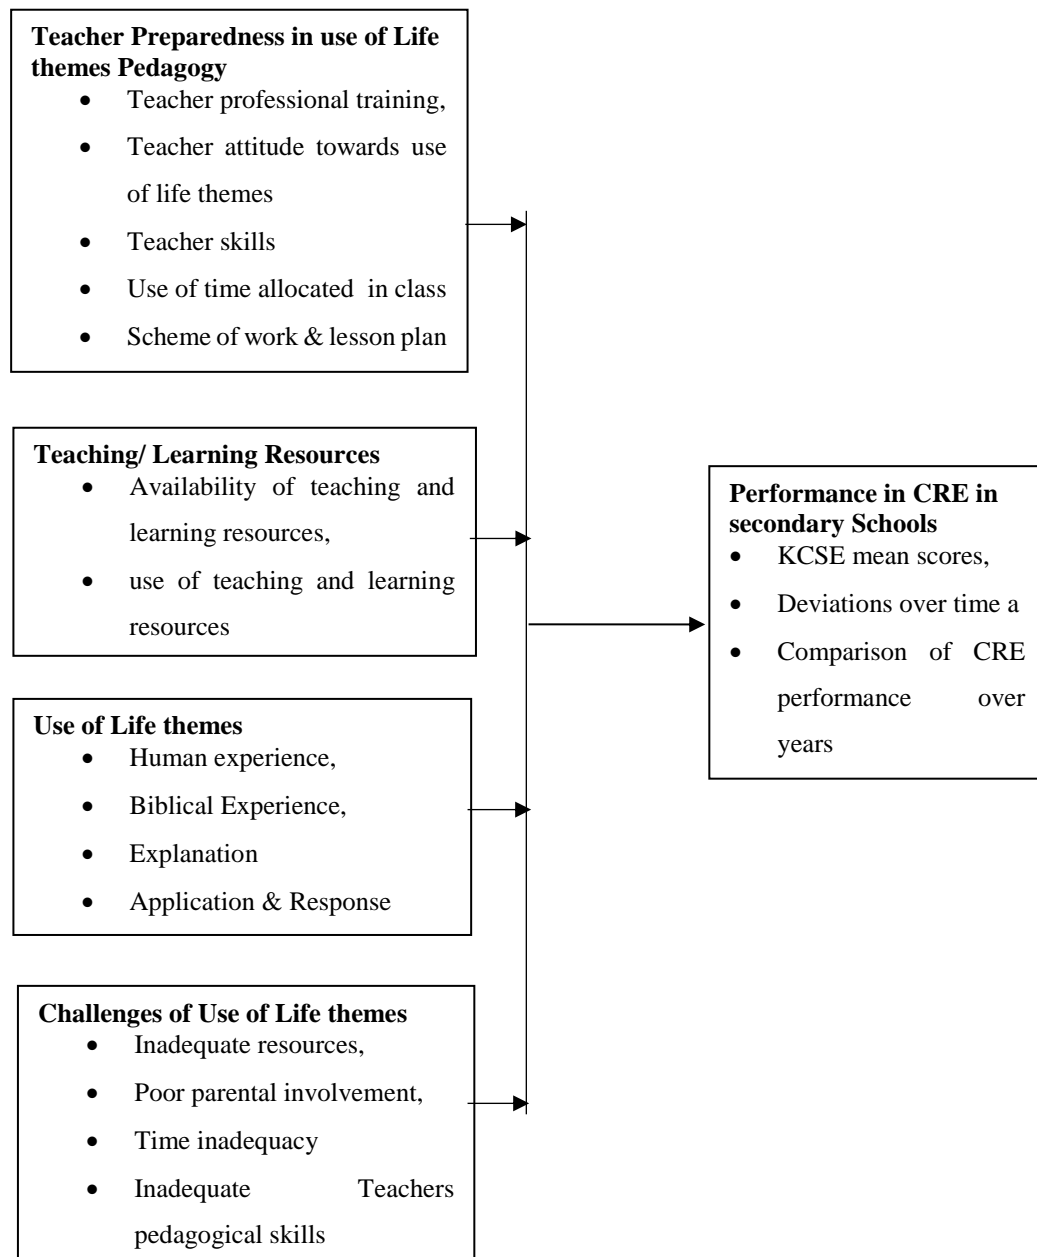 Teacher Preparedness in use of Life
themes Pedagogy
• Teacher professional training,
• Teacher attitude towards use
of life themes
• Teacher skills
• Use of time allocated in class
• Scheme of work & lesson plan
Teaching/ Learning Resources
• Availability of teaching and
learning resources,
• use of teaching and learning
resources
Use of Life themes
• Human experience,
• Biblical Experience,
• Explanation
• Application & Response
Challenges of Use of Life themes
• Inadequate resources,
• Poor parental involvement,
• Time inadequacy
• Inadequate Teachers
pedagogical skills
Performance in CRE in
secondary Schools
• KCSE mean scores,
• Deviations over time a
• Comparison of CRE
performance over
years